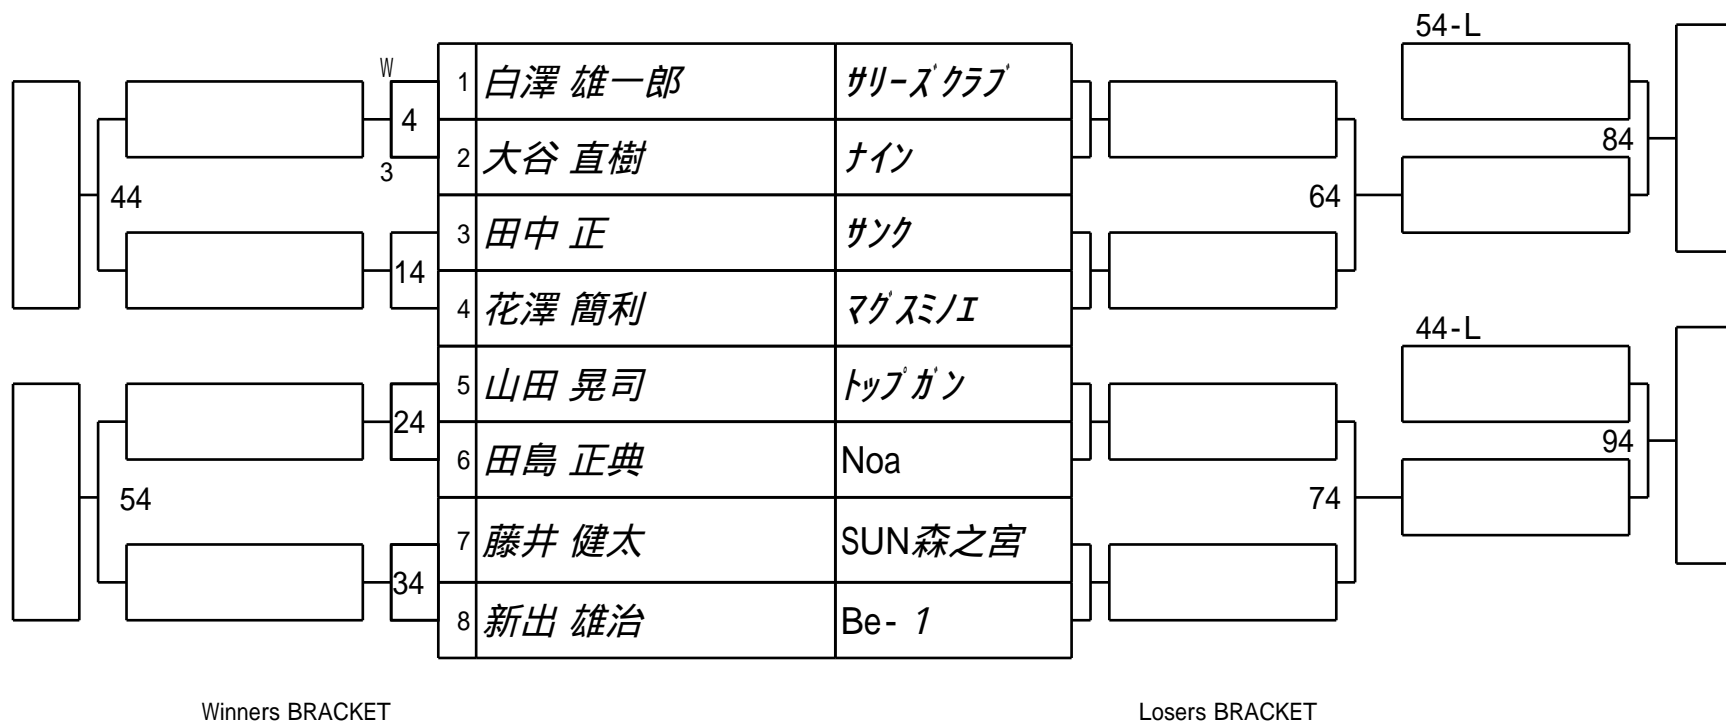 54-L
W
1 白澤 雄一郎 ｻﾘｰｽﾞｸﾗﾌﾞ
4
84
2 大谷 直樹 ﾅｲﾝ
3
44
64
3 田中 正 ｻﾝｸ
14
4 花澤 簡利 ﾏｸﾞｽﾐﾉｴ
44-L
5 山田 晃司 ﾄｯﾌﾟｶﾞﾝ
24
94
6 田島 正典 Noa
54
74
7 藤井 健太 SUN森之宮
34
8 新出 雄治 Be- 1
Winners BRACKET
Losers BRACKET